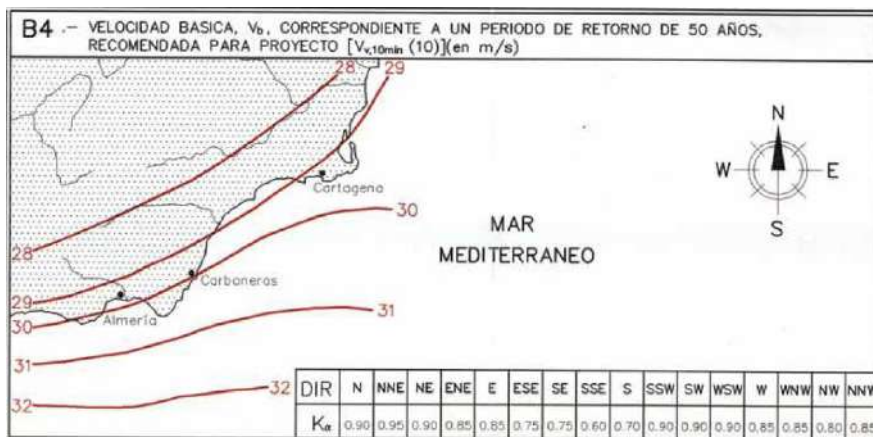 B4 .- VELOCIDAD BASICA, Vb, CORRESPONDIENTE A UN PERIODO DE RETORNO DE 50 AÑOS,
RECOMENDADA PARA PROYECTO [Vv,10min (10)](en m/s)
28
29
N
W
E
S
Cartagena
30
MAR
MEDITERRANEO
28
Carboneras
29
Almería
30
31
31
32
32
DIR N NNE NE ENE E ESE SE SSE S SSW SW WSW W WNW NW NNW
Kα 0.90 0.95 0.90 0.85 0.85 0.75 0.75 0.60 0.70 0.90 0.90 0.90 0.85 0.85 0.80 0.85